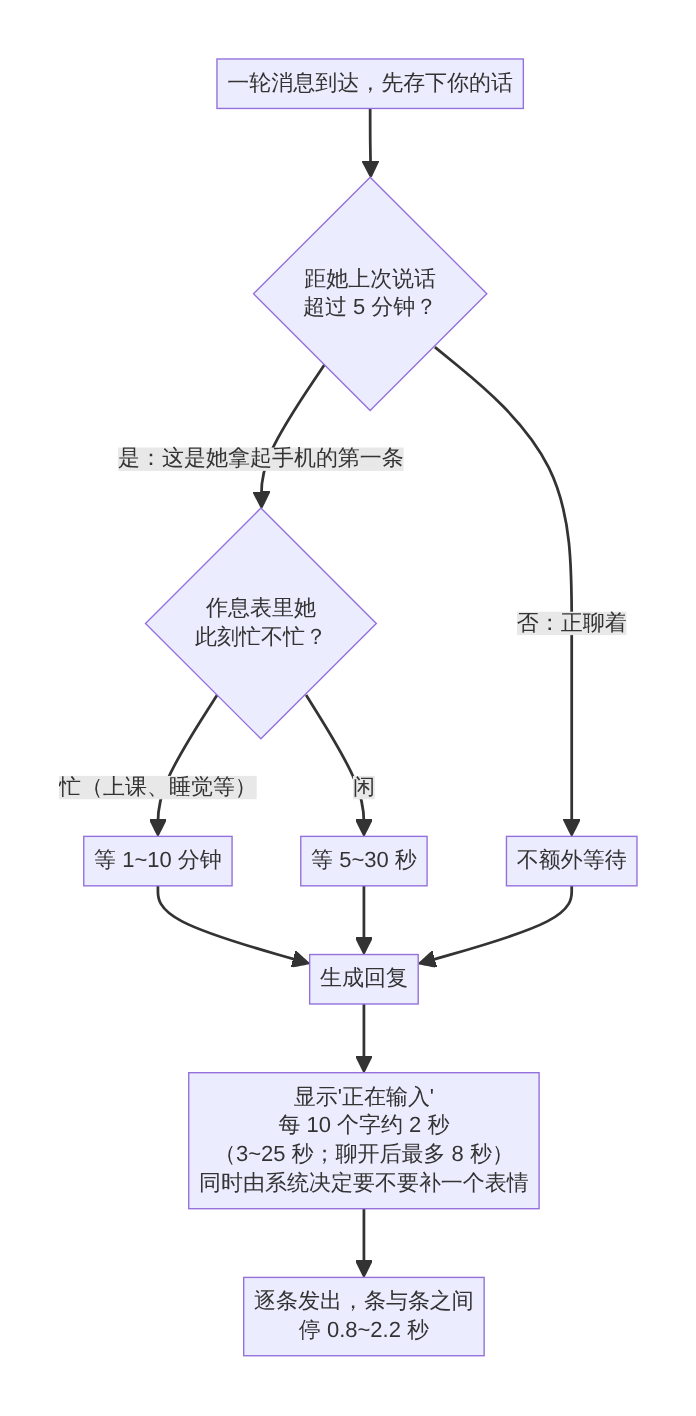 一轮消息到达，先存下你的话
距她上次说话
超过 5 分钟？
是：这是她拿起手机的第一条
作息表里她
此刻忙不忙？
否：正聊着
忙（上课、睡觉等）
闲
等 1~10 分钟
等 5~30 秒
不额外等待
生成回复
显示'正在输入'
每 10 个字约 2 秒
（3~25 秒；聊开后最多 8 秒）
同时由系统决定要不要补一个表情
逐条发出，条与条之间
停 0.8~2.2 秒